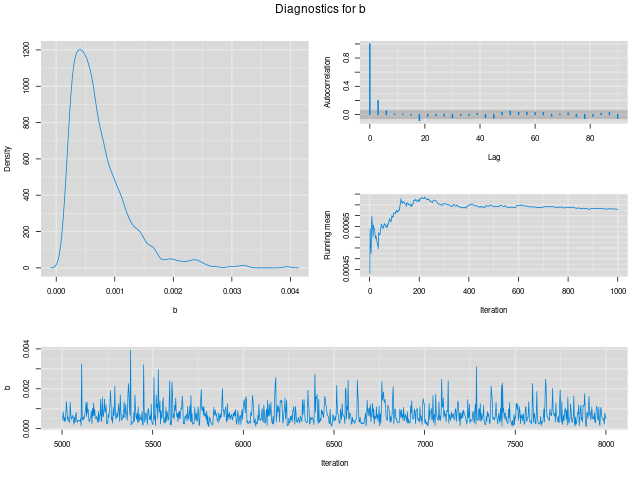 Diagnostics for b
Density
1200
1000
800
600
400
200
0
0.000 0.001 0.002 0.003 0.004
b
Autocorrelation
0.8
0.4
0.0
0 20 40 60 80
Lag
Running mean
0.00065
0.00045
0 200 400 600 800 1000
Iteration
b
0.004
0.002
0.000
5000 5500 6000 6500 7000 7500 8000
Iteration